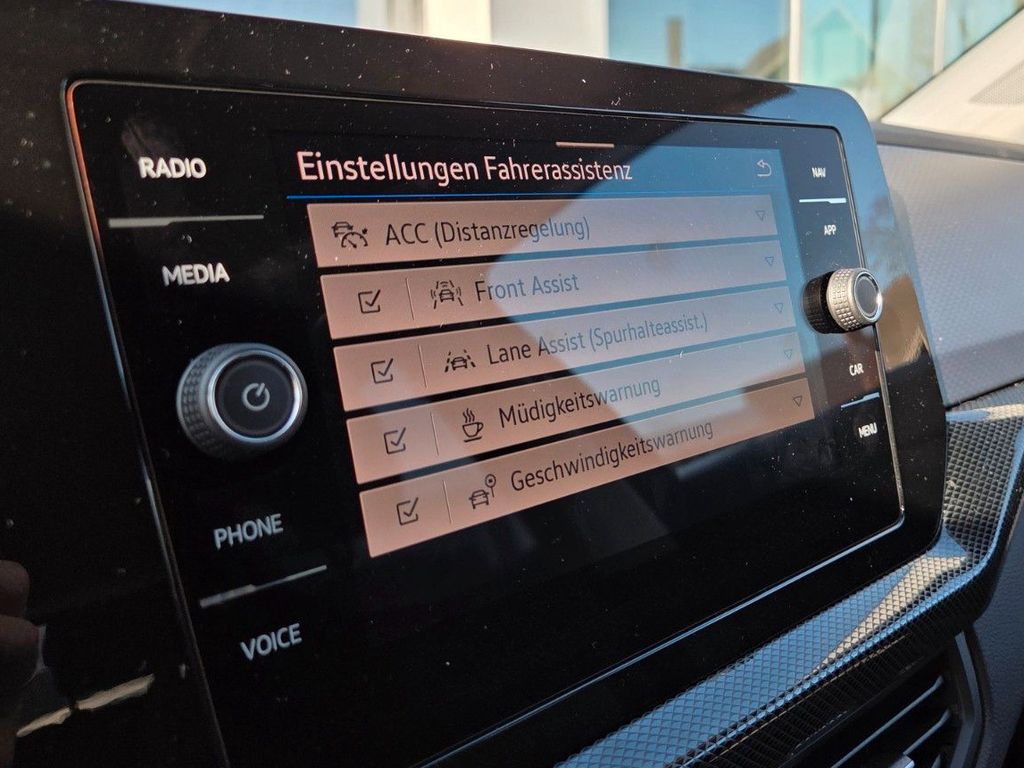 RADIO
MEDIA
PHONE
VOICE
Einstellungen Fahrerassistenz
ACC (Distanzregelung)
Front Assist
Lane Assist (Spurhalteassist.)
Müdigkeitswarnung
Geschwindigkeitswarnung
NAV
APP
CAR
MENU